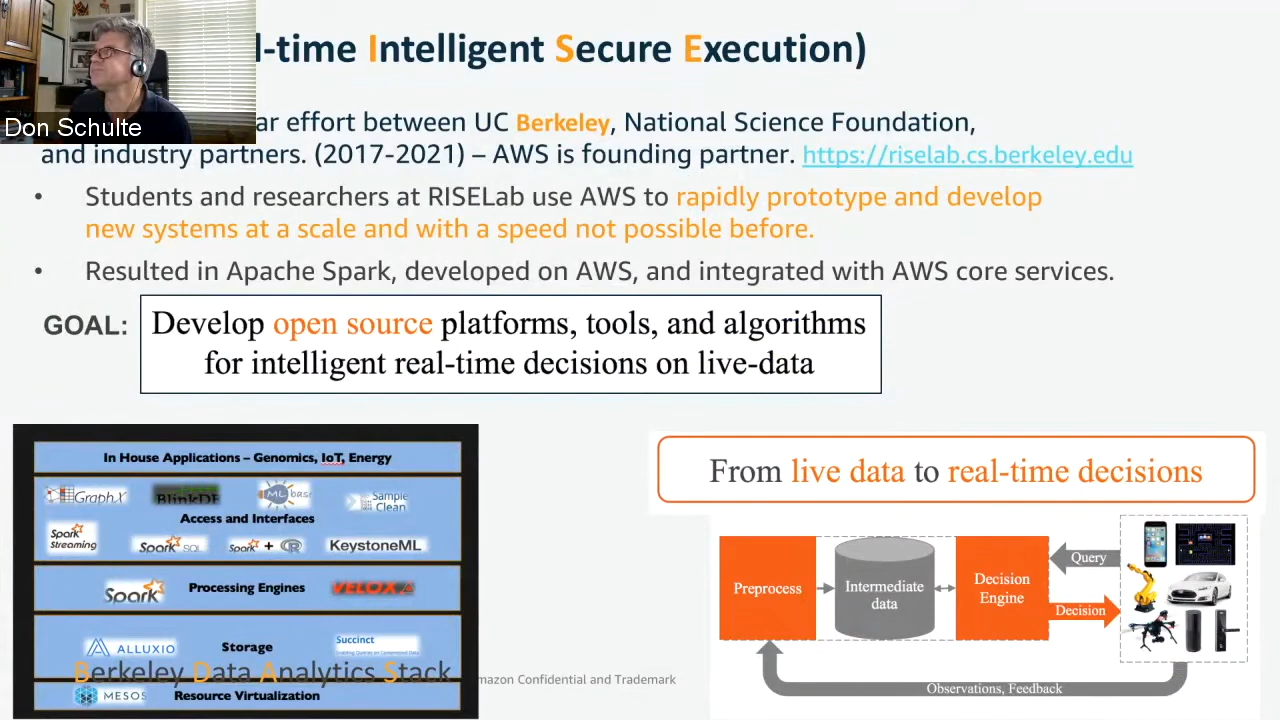 l-time Intelligent Secure Execution)
Don Schulte
ar effort between UC Berkeley, National Science Foundation,
and industry partners. (2017-2021) – AWS is founding partner. https://riselab.cs.berkeley.edu
• Students and researchers at RISELab use AWS to rapidly prototype and develop
new systems at a scale and with a speed not possible before.
• Resulted in Apache Spark, developed on AWS, and integrated with AWS core services.
GOAL:
Develop open source platforms, tools, and algorithms
for intelligent real-time decisions on live-data
In House Applications – Genomics, IoT, Energy
GraphX
BlinkDB
MLbase
Sample
Clean
Access and Interfaces
Spark
Streaming
Spark SQL
Spark + R
KeystoneML
Spark
Processing Engines
VELOX
ALLUXIO
Storage
Succinct
Berkeley Data Analytics Stack
MESOS
Resource Virtualization
mazon Confidential and Trademark
From live data to real-time decisions
Preprocess
Intermediate
data
Decision
Engine
Query
Decision
Observations, Feedback